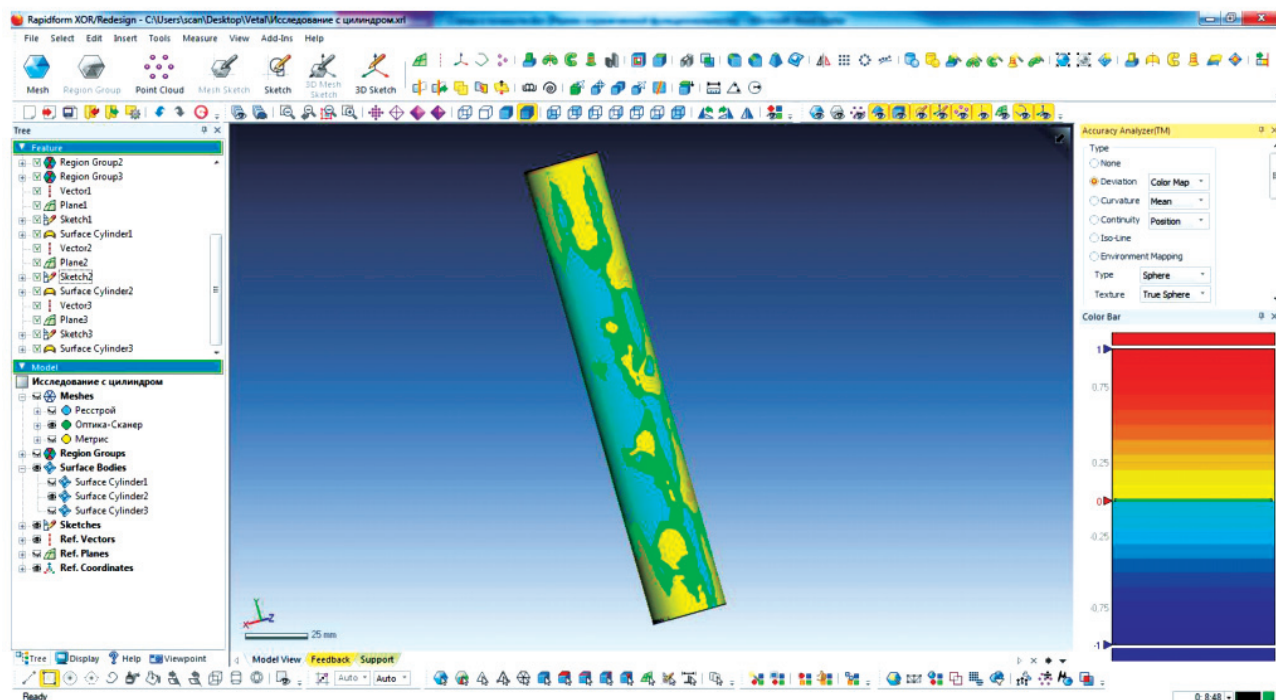 Rapidform XOR/Redesign - C:\Users\scan\Desktop\Vetal\Исследование с цилиндром.xrl
File Select Edit Insert Tools Measure View Add-Ins Help
Mesh Region Group Point Cloud Mesh Sketch Sketch 3D Mesh Sketch 3D Sketch
Tree
Feature
Region Group2
Region Group3
Vector1
Plane1
Sketch1
Surface Cylinder1
Vector2
Plane2
Sketch2
Surface Cylinder2
Vector3
Plane3
Sketch3
Surface Cylinder3
Model
Исследование с цилиндром
Meshes
Ресстрой
Оптика-Сканер
Метрис
Region Groups
Surface Bodies
Surface Cylinder1
Surface Cylinder2
Surface Cylinder3
Sketches
Ref. Vectors
Ref. Planes
Ref. Coordinates
Tree Display Help Viewpoint
Y
X Z
25 mm
Model View Feedback Support
Accuracy Analyzer(TM)
Type
None
Deviation Color Map
Curvature Mean
Continuity Position
Iso-Line
Environment Mapping
Type Sphere
Texture True Sphere
Color Bar
1
0.75
0.25
0
-0.25
-0.75
-1
Auto Auto
Ready
0: 8:48